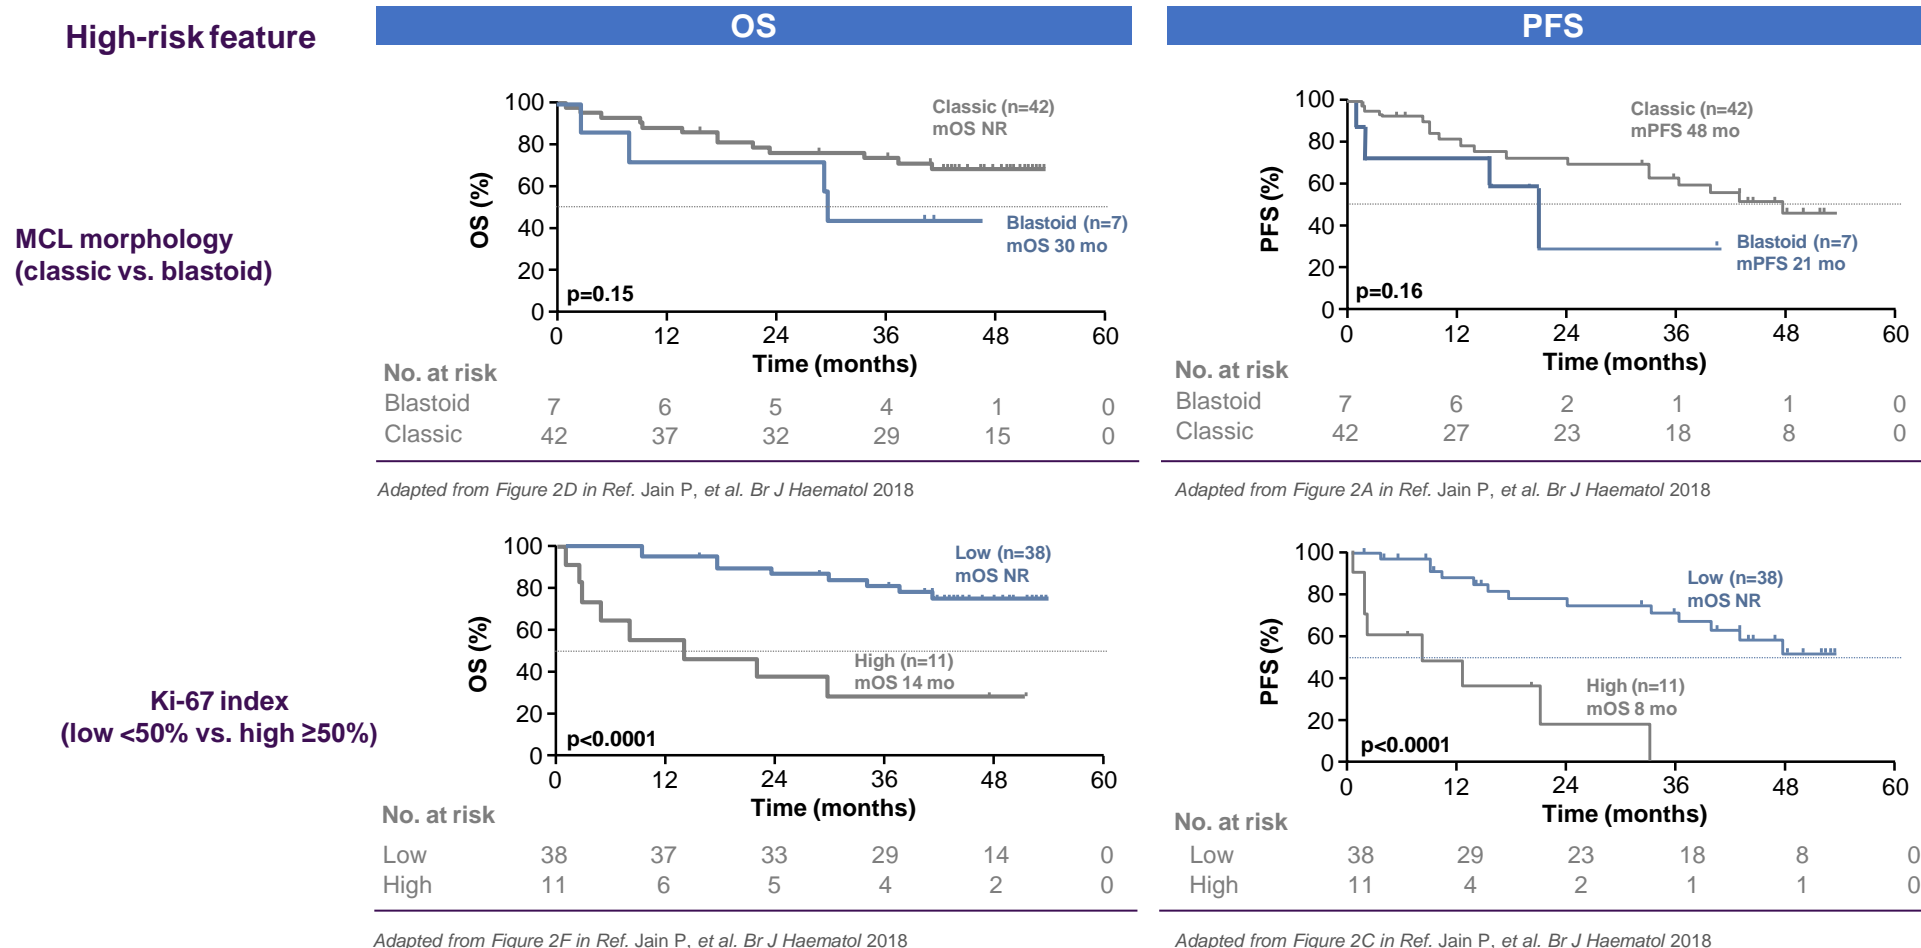 High-risk feature
OS
PFS
MCL morphology
(classic vs. blastoid)
100
80
60
40
20
0
OS (%)
Classic (n=42)
mOS NR
Blastoid (n=7)
mOS 30 mo
p=0.15
0 12 24 36 48 60
Time (months)
No. at risk
Blastoid 7 6 5 4 1 0
Classic 42 37 32 29 15 0
Adapted from Figure 2D in Ref. Jain P, et al. Br J Haematol 2018
100
80
60
40
20
0
PFS (%)
Classic (n=42)
mPFS 48 mo
Blastoid (n=7)
mPFS 21 mo
p=0.16
0 12 24 36 48 60
Time (months)
No. at risk
Blastoid 7 6 2 1 1 0
Classic 42 27 23 18 8 0
Adapted from Figure 2A in Ref. Jain P, et al. Br J Haematol 2018
Ki-67 index
(low <50% vs. high ≥50%)
100
80
60
40
20
0
OS (%)
Low (n=38)
mOS NR
High (n=11)
mOS 14 mo
p<0.0001
0 12 24 36 48 60
Time (months)
No. at risk
Low 38 37 33 29 14 0
High 11 6 5 4 2 0
Adapted from Figure 2F in Ref. Jain P, et al. Br J Haematol 2018
100
80
60
40
20
0
PFS (%)
Low (n=38)
mOS NR
High (n=11)
mOS 8 mo
p<0.0001
0 12 24 36 48 60
Time (months)
No. at risk
Low 38 29 23 18 8 0
High 11 4 2 1 1 0
Adapted from Figure 2C in Ref. Jain P, et al. Br J Haematol 2018